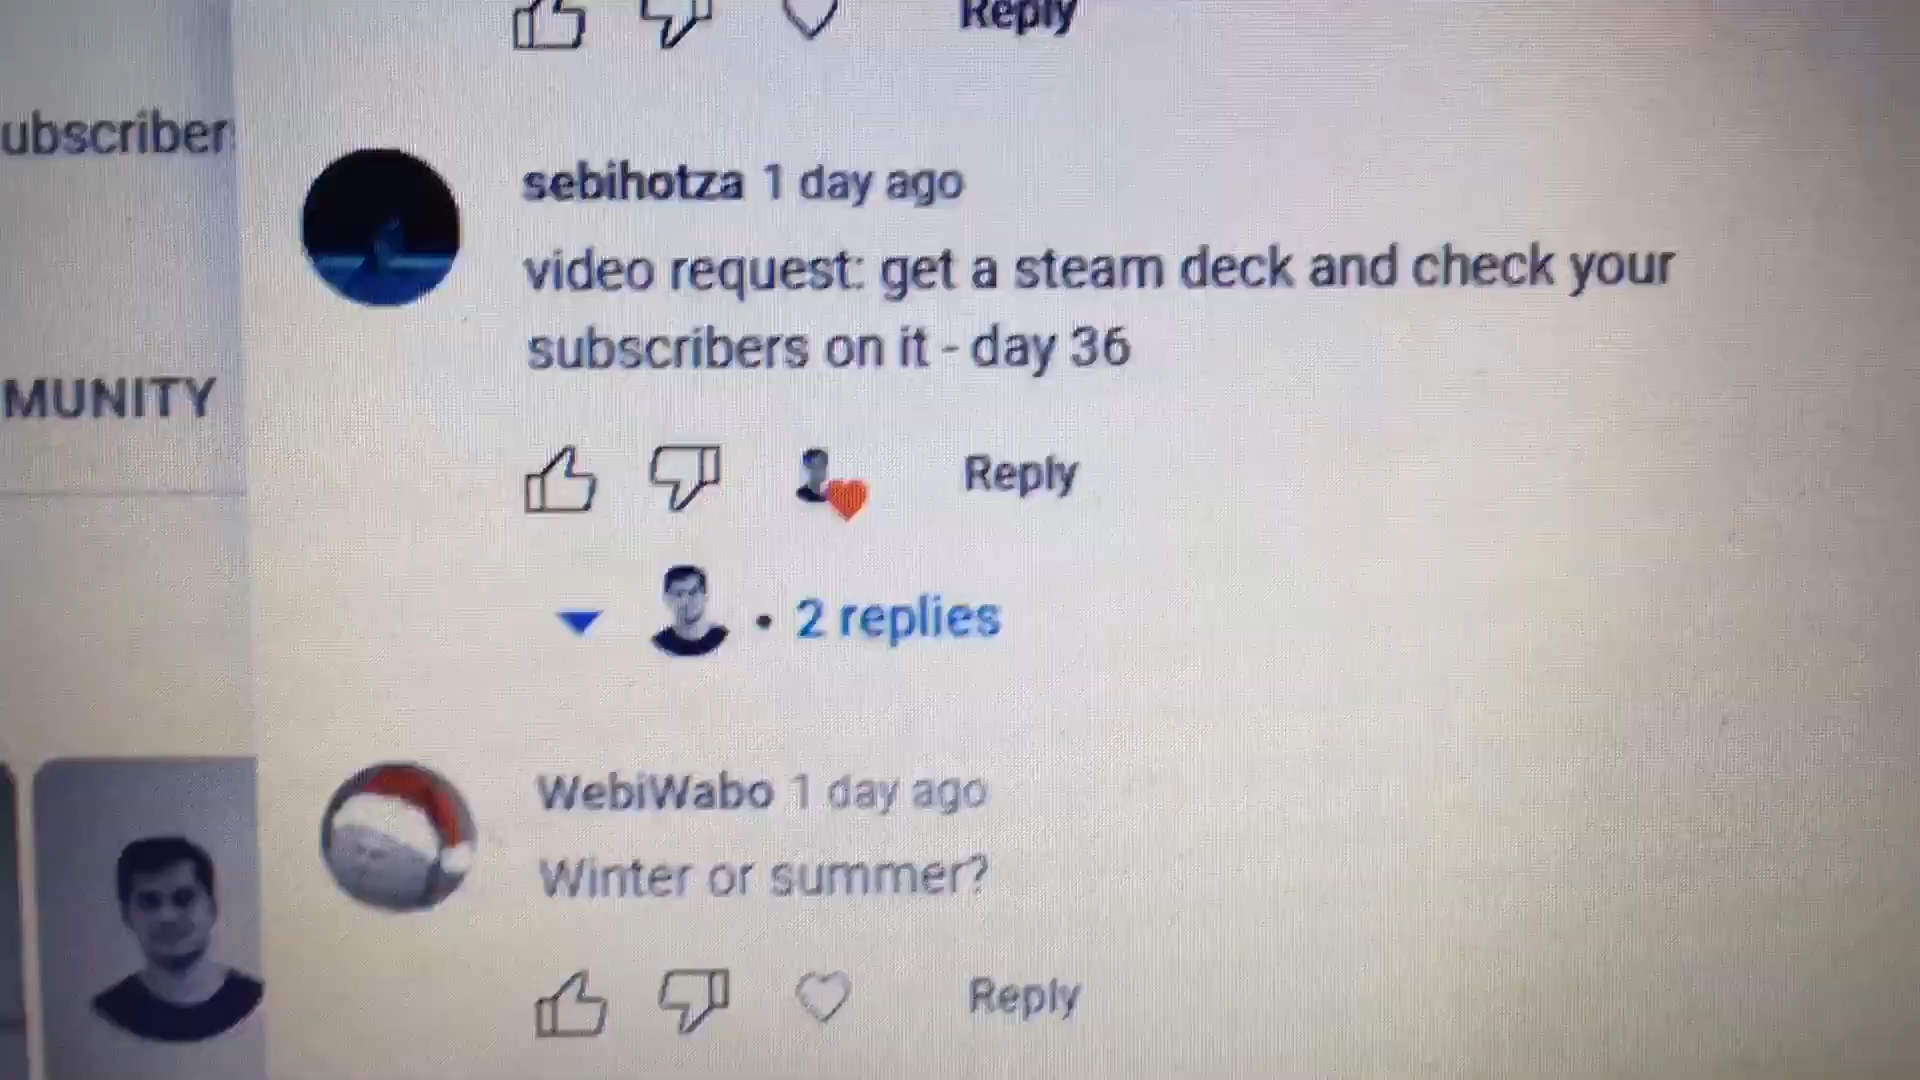 Reply
ubscriber
sebihotza 1 day ago
video request: get a steam deck and check your
subscribers on it - day 36
MUNITY
Reply
2 replies
WebiWabo 1 day ago
Winter or summer?
Reply